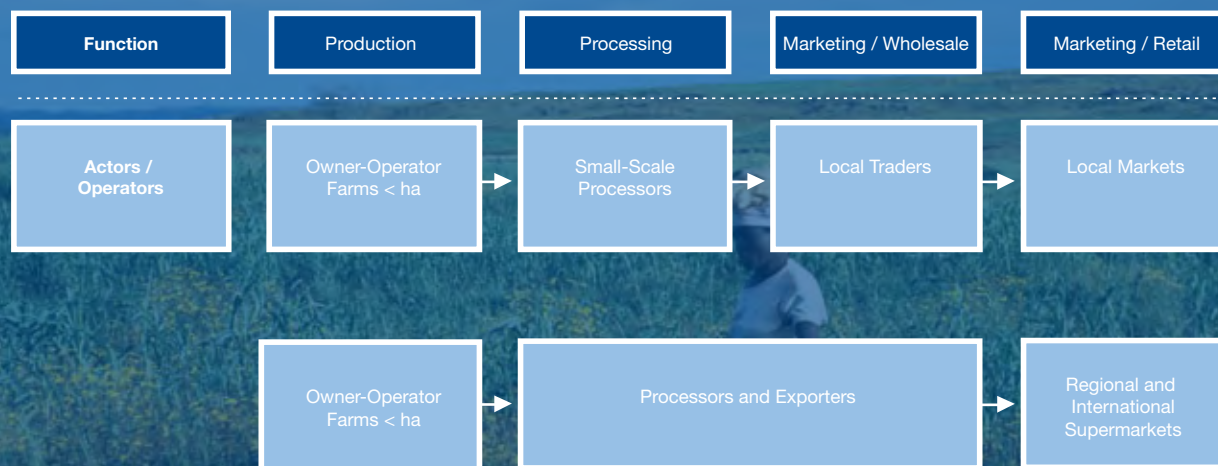 Function
Production
Processing
Marketing / Wholesale
Marketing / Retail
Actors /
Operators
Owner-Operator
Farms < ha
Small-Scale
Processors
Local Traders
Local Markets
Owner-Operator
Farms < ha
Processors and Exporters
Regional and
International
Supermarkets